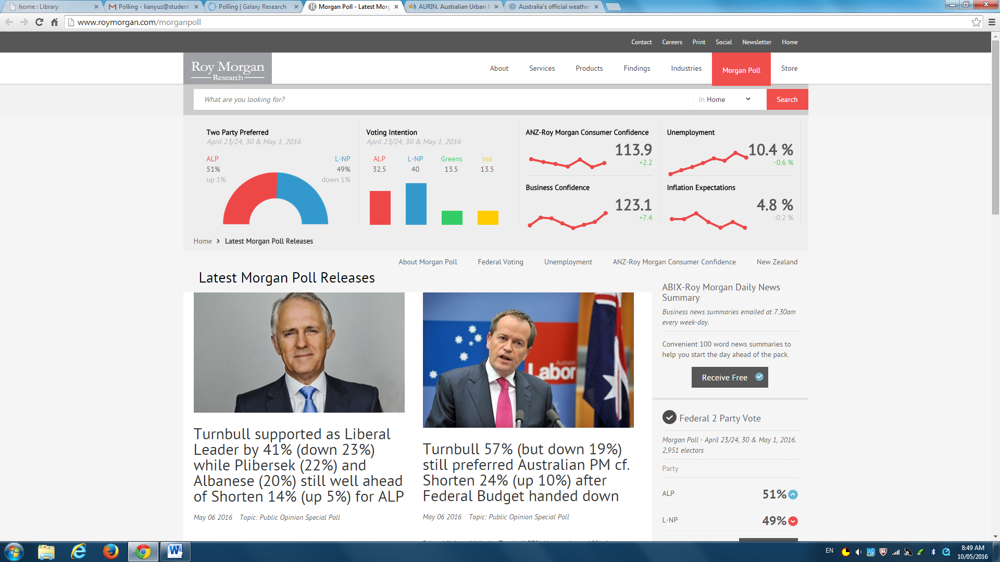 home : Library
Polling - lianyuz@student
Polling | Galaxy Research
Morgan Poll - Latest Mor
AURIN. Australian Urban R
Australia's official weather
www.roymorgan.com/morganpoll
Contact Careers Print Social Newsletter Home
Roy Morgan
Research
About Services Products Findings Industries Morgan Poll Store
What are you looking for?
In Home
Search
Two Party Preferred
April 23/24, 30 & May 1, 2016
ALP L-NP
51% 49%
up 1% down 1%
Voting Intention
April 23/24, 30 & May 1, 2016
ALP L-NP Greens Ind
32.5 40 13.5 13.5
ANZ-Roy Morgan Consumer Confidence
113.9
+2.2
Business Confidence
123.1
+7.4
Unemployment
10.4 %
-0.6 %
Inflation Expectations
4.8 %
-0.2 %
Home > Latest Morgan Poll Releases
About Morgan Poll Federal Voting Unemployment ANZ-Roy Morgan Consumer Confidence New Zealand
Latest Morgan Poll Releases
Australian
Labor
Turnbull supported as Liberal
Leader by 41% (down 23%)
while Plibersek (22%) and
Albanese (20%) still well ahead
of Shorten 14% (up 5%) for ALP
May 06 2016 Topic: Public Opinion Special Poll
Turnbull 57% (but down 19%)
still preferred Australian PM cf.
Shorten 24% (up 10%) after
Federal Budget handed down
May 06 2016 Topic: Public Opinion Special Poll
ABIX-Roy Morgan Daily News
Summary
Business news summaries emailed at 7.30am
every week-day.
Convenient 100 word news summaries to
help you start the day ahead of the pack.
Receive Free
Federal 2 Party Vote
Morgan Poll - April 23/24, 30 & May 1, 2016.
2,951 electors
Party
ALP 51%
L-NP 49%
EN
8:49 AM
10/05/2016